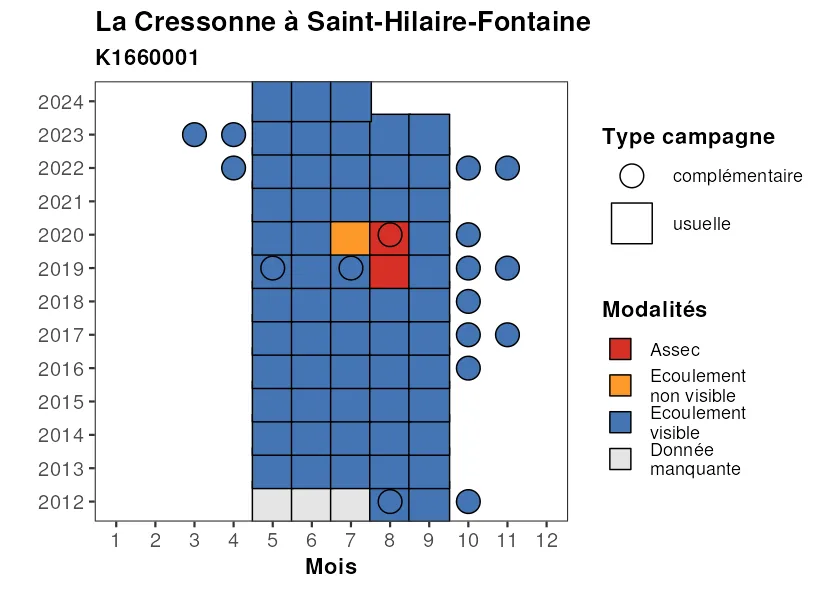 La Cressonne à Saint-Hilaire-Fontaine
K1660001
2024
2023
2022
2021
2020
2019
2018
2017
2016
2015
2014
2013
2012
1 2 3 4 5 6 7 8 9 10 11 12
Mois
Type campagne
complémentaire
usuelle
Modalités
Assec
Ecoulement
non visible
Ecoulement
visible
Donnée
manquante